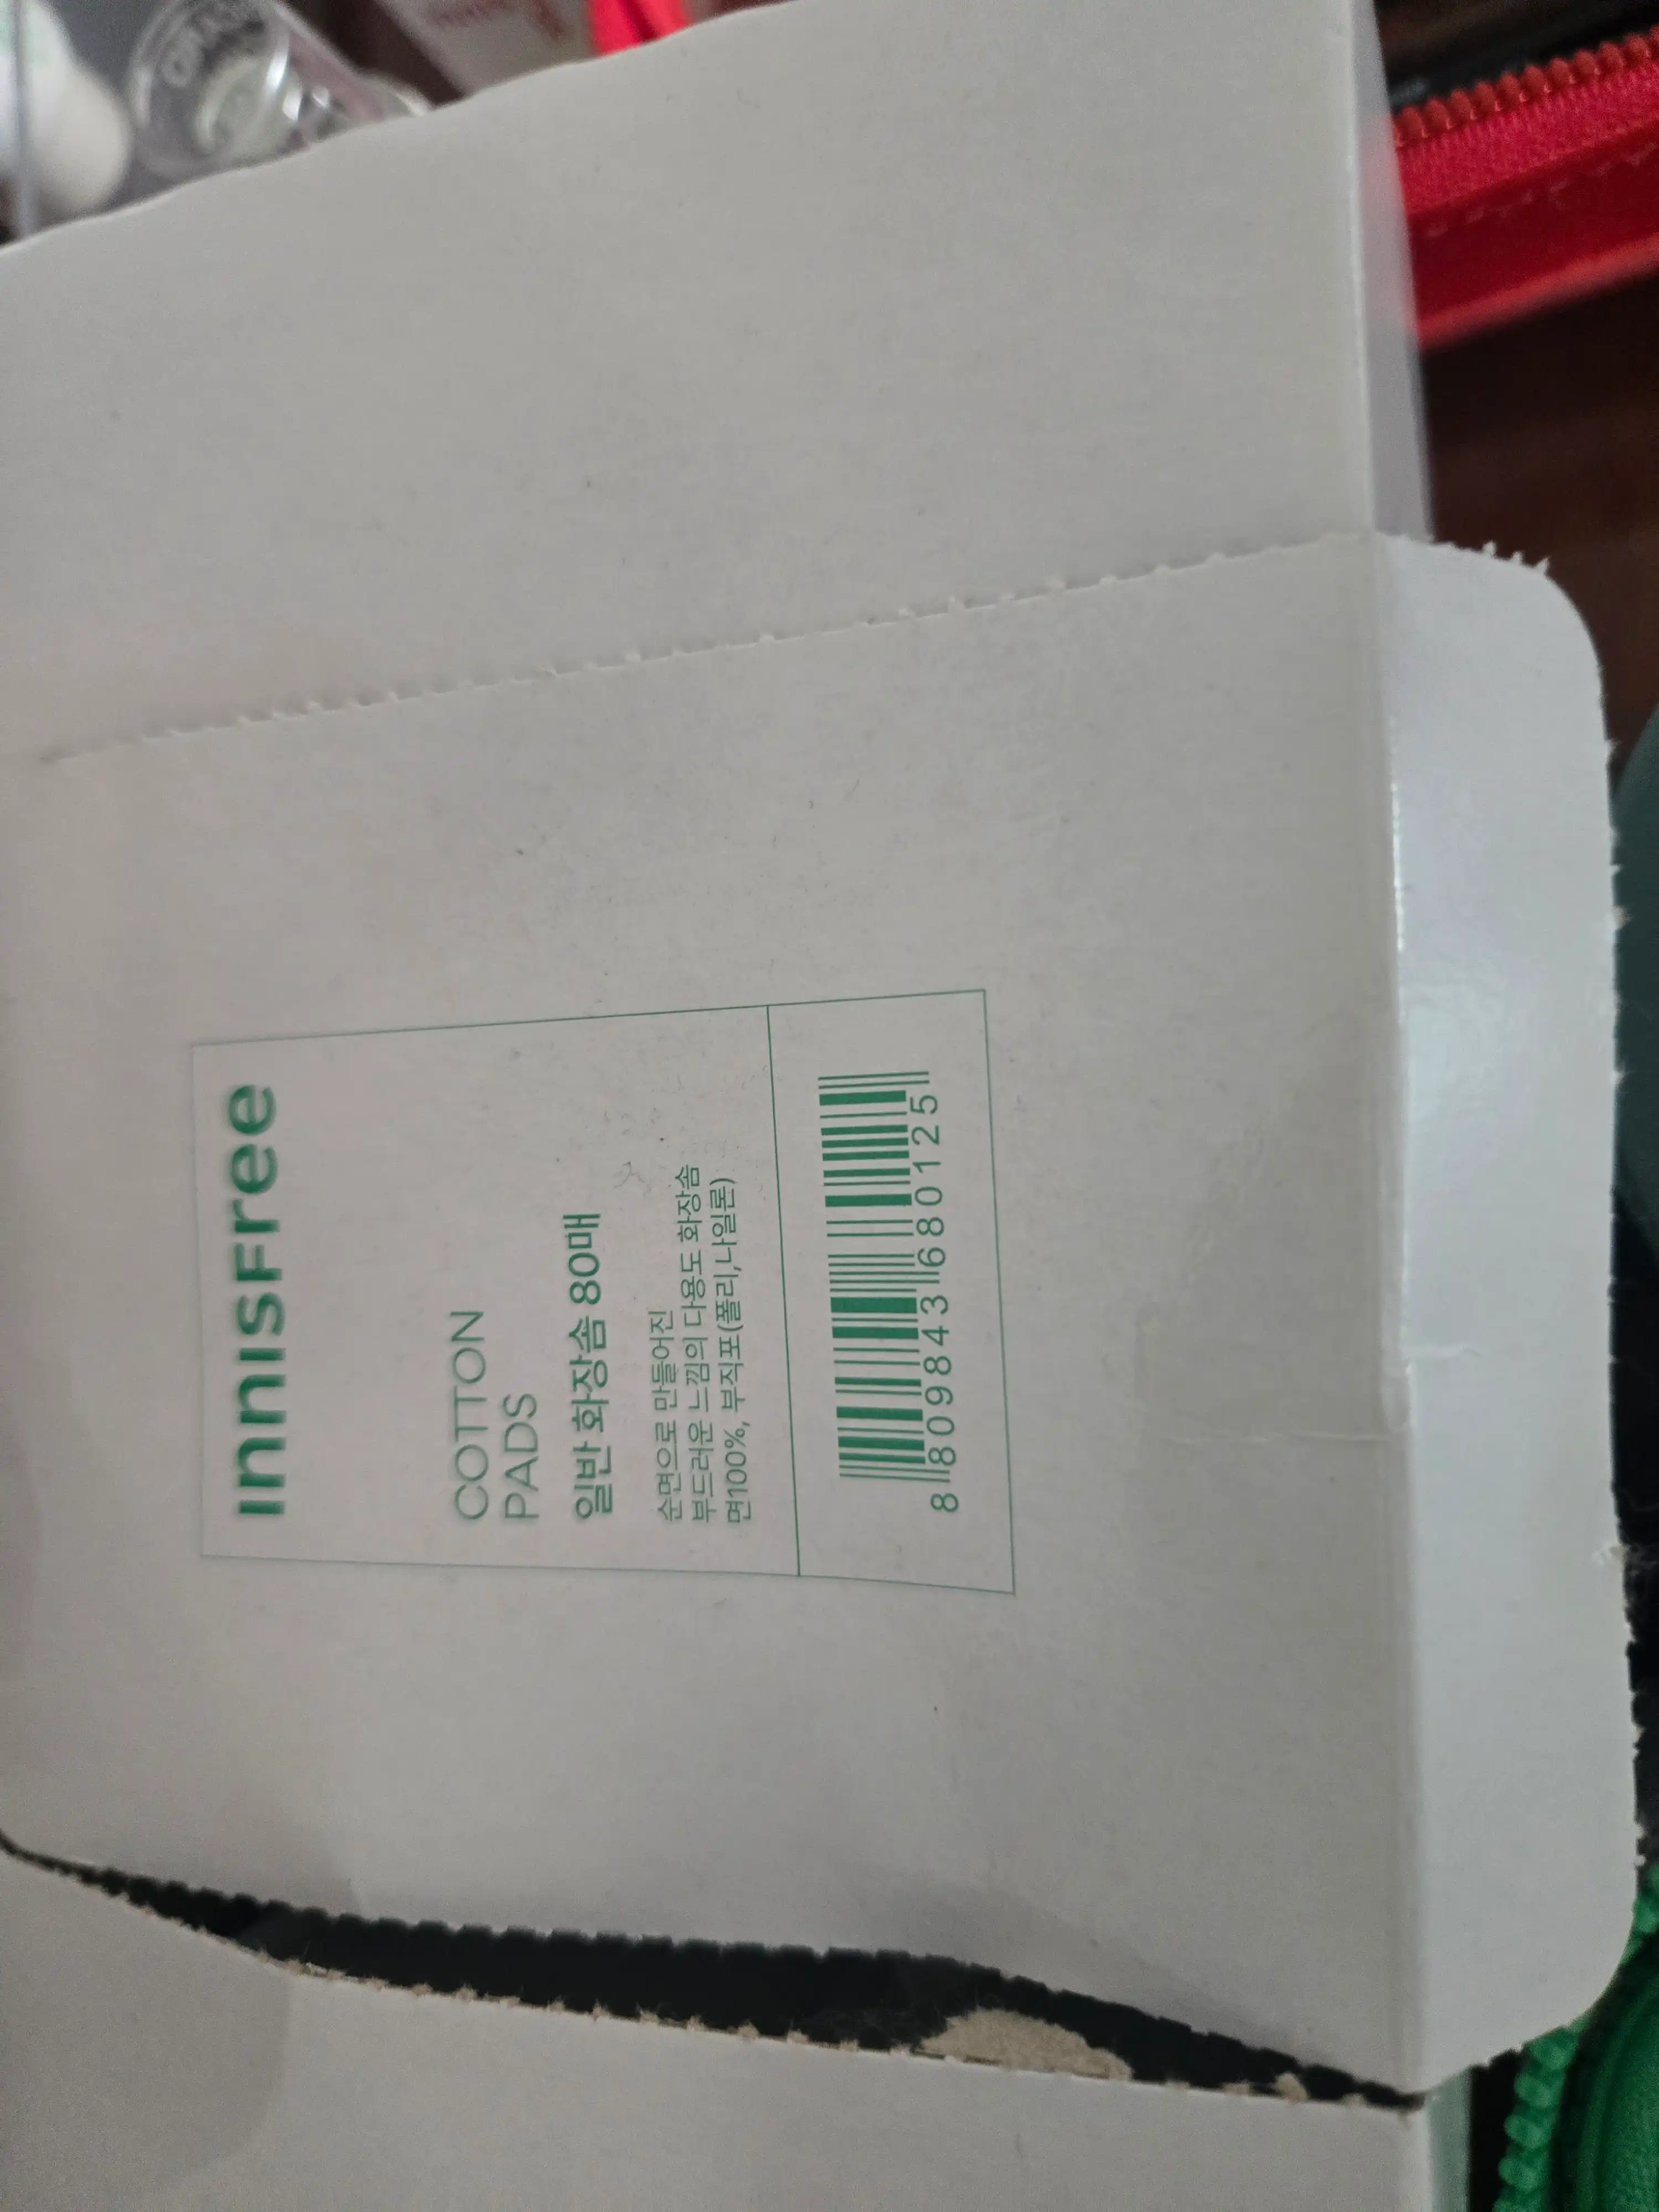 INNISFREE
COTTON
PADS
일반 화장솜 80매
순면으로 만들어진
부드러운 느낌의 다용도 화장솜
면100%, 부직포(폴리,나일론)
8 809843 680125